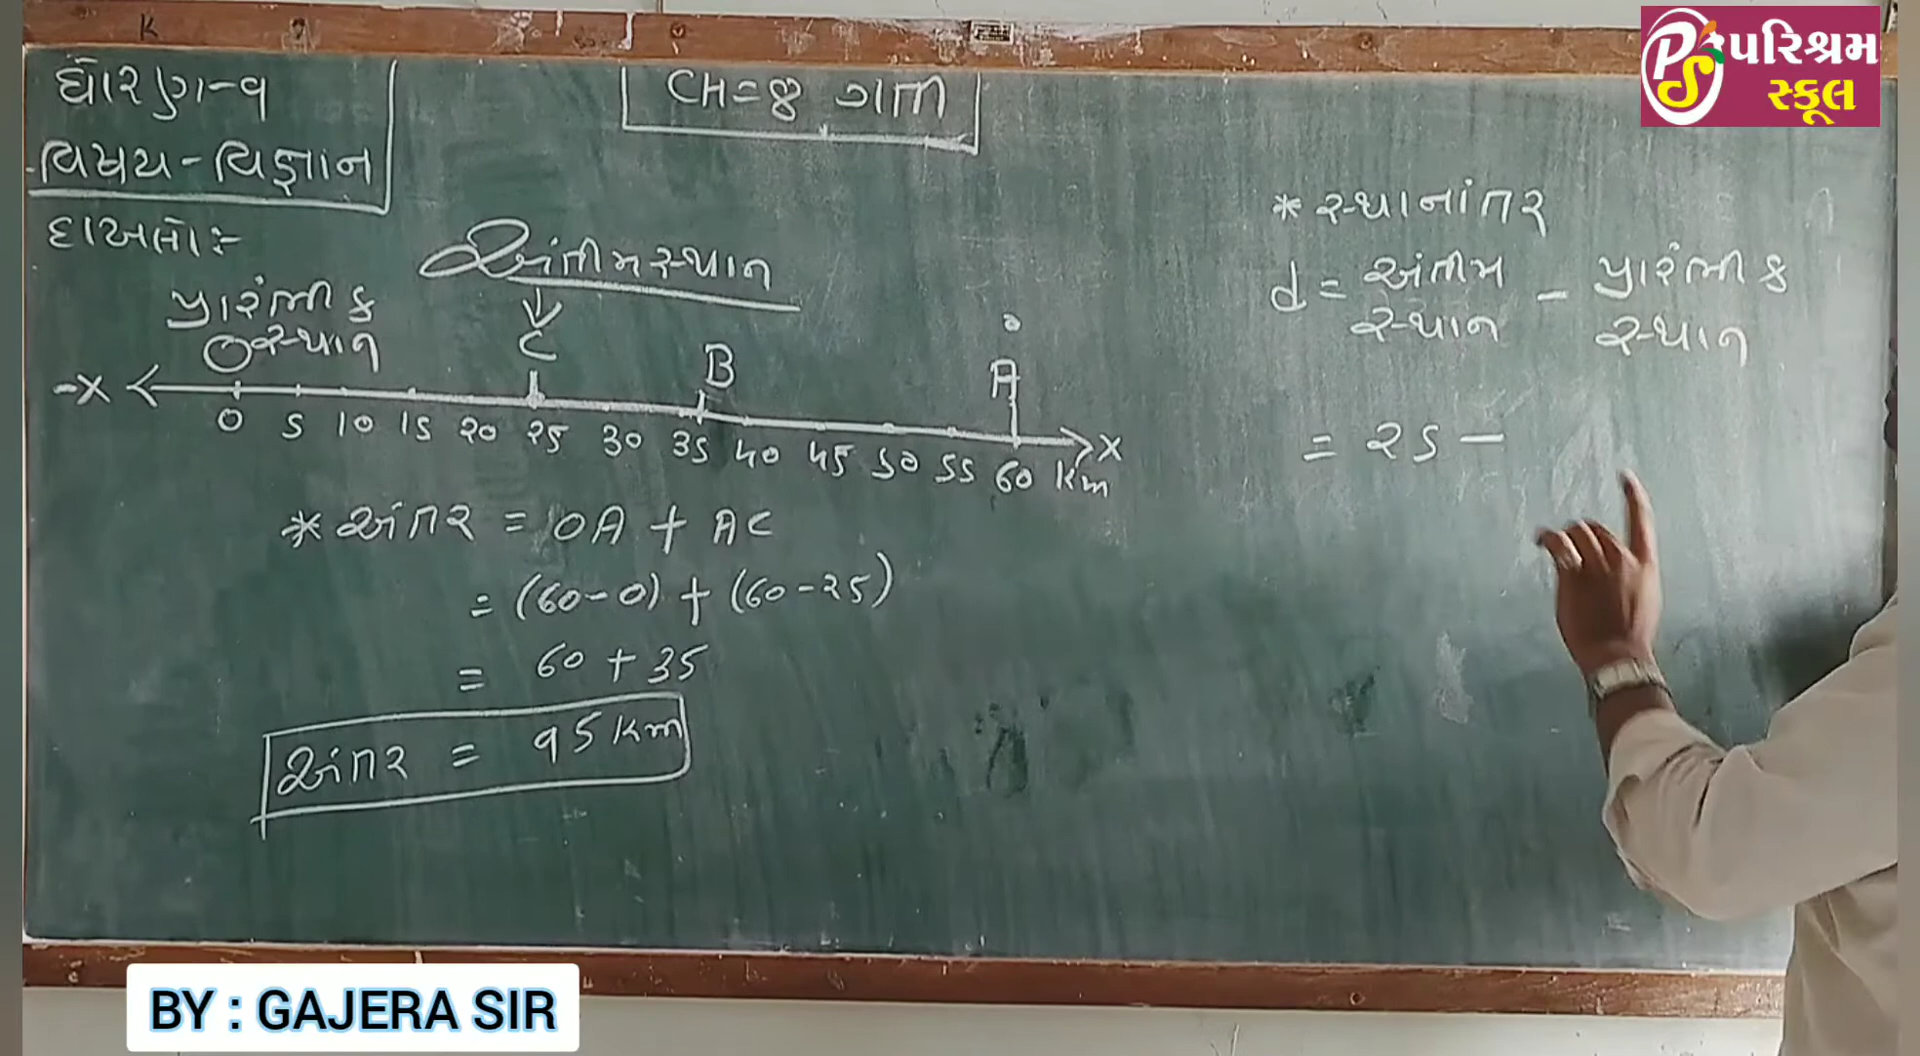 ધોરણ-૯
વિષય-વિજ્ઞાન
CH=8 ગતિ
પરિશ્રમ
સ્કૂલ
દાખલો:-
પ્રારંભીક
સ્થાન
અંતીમ સ્થાન
C
B
A
-X
0 5 10 15 20 25 30 35 40 45 50 55 60 km
X
* અંતર = OA + AC
= (60-0) + (60-25)
= 60 + 35
અંતર = 95 km
* સ્થાનાંતર
d = અંતીમ સ્થાન - પ્રારંભીક સ્થાન
= 25 -
BY : GAJERA SIR